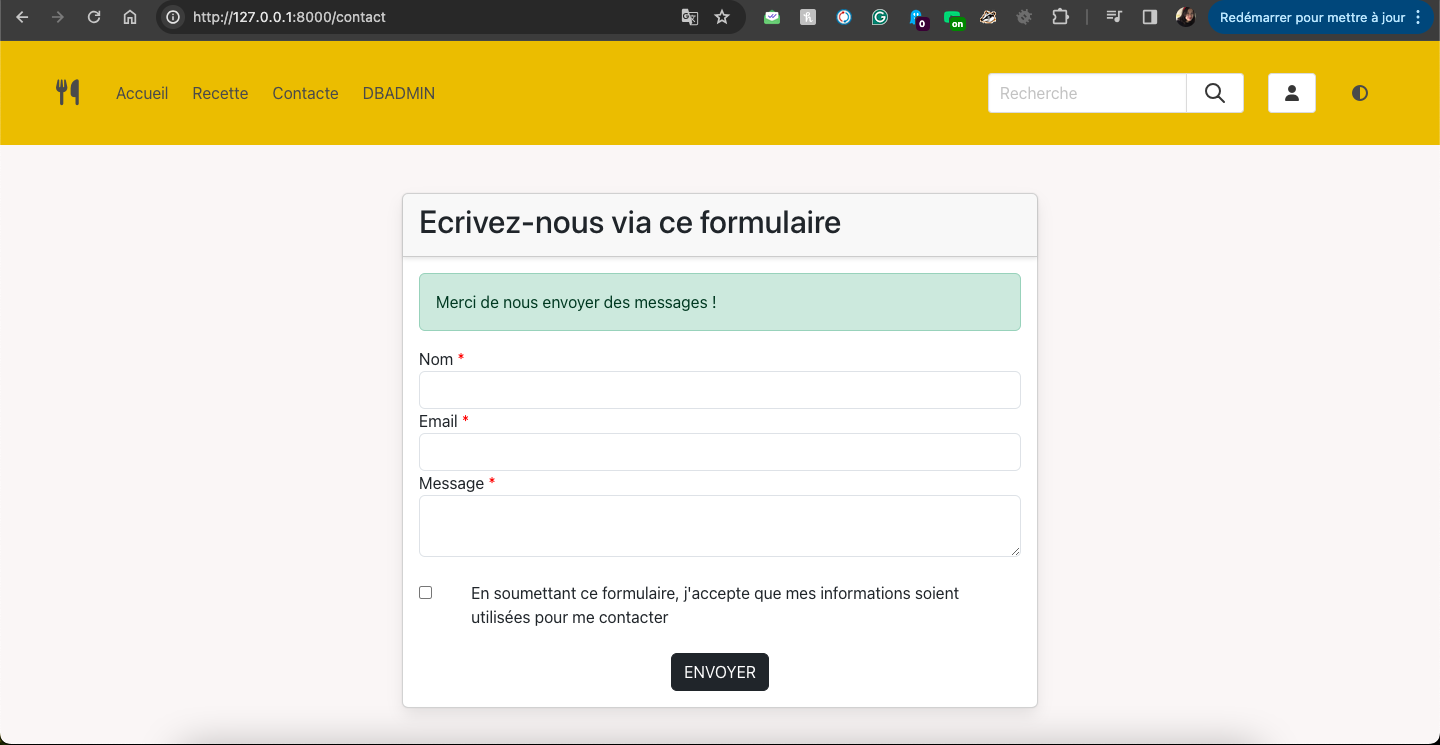 http://127.0.0.1:8000/contact
Redémarrer pour mettre à jour
0
on
Accueil Recette Contacte DBADMIN
Recherche
Ecrivez-nous via ce formulaire
Merci de nous envoyer des messages !
Nom *
Email *
Message *
En soumettant ce formulaire, j'accepte que mes informations soient
utilisées pour me contacter
ENVOYER